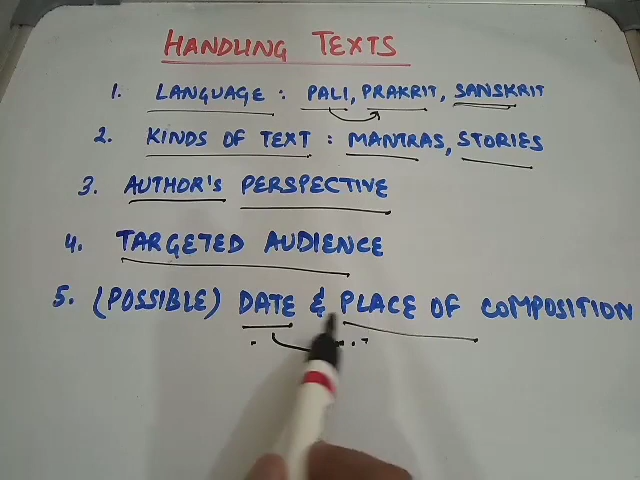 HANDLING TEXTS
1. LANGUAGE : PALI, PRAKRIT, SANSKRIT
2. KINDS OF TEXT : MANTRAS, STORIES
3. AUTHOR'S PERSPECTIVE
4. TARGETED AUDIENCE
5. (POSSIBLE) DATE & PLACE OF COMPOSITION